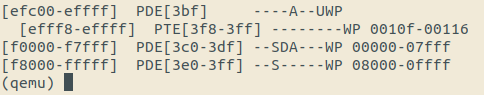 [efc00-effff]  PDE[3bf]     ----A--UWP
  [efff8-effff]  PTE[3f8-3ff] --------WP 0010f-00116
[f0000-f7fff]  PDE[3c0-3df] --SDA---WP 00000-07fff
[f8000-fffff]  PDE[3e0-3ff] --S-----WP 08000-0ffff
(qemu)